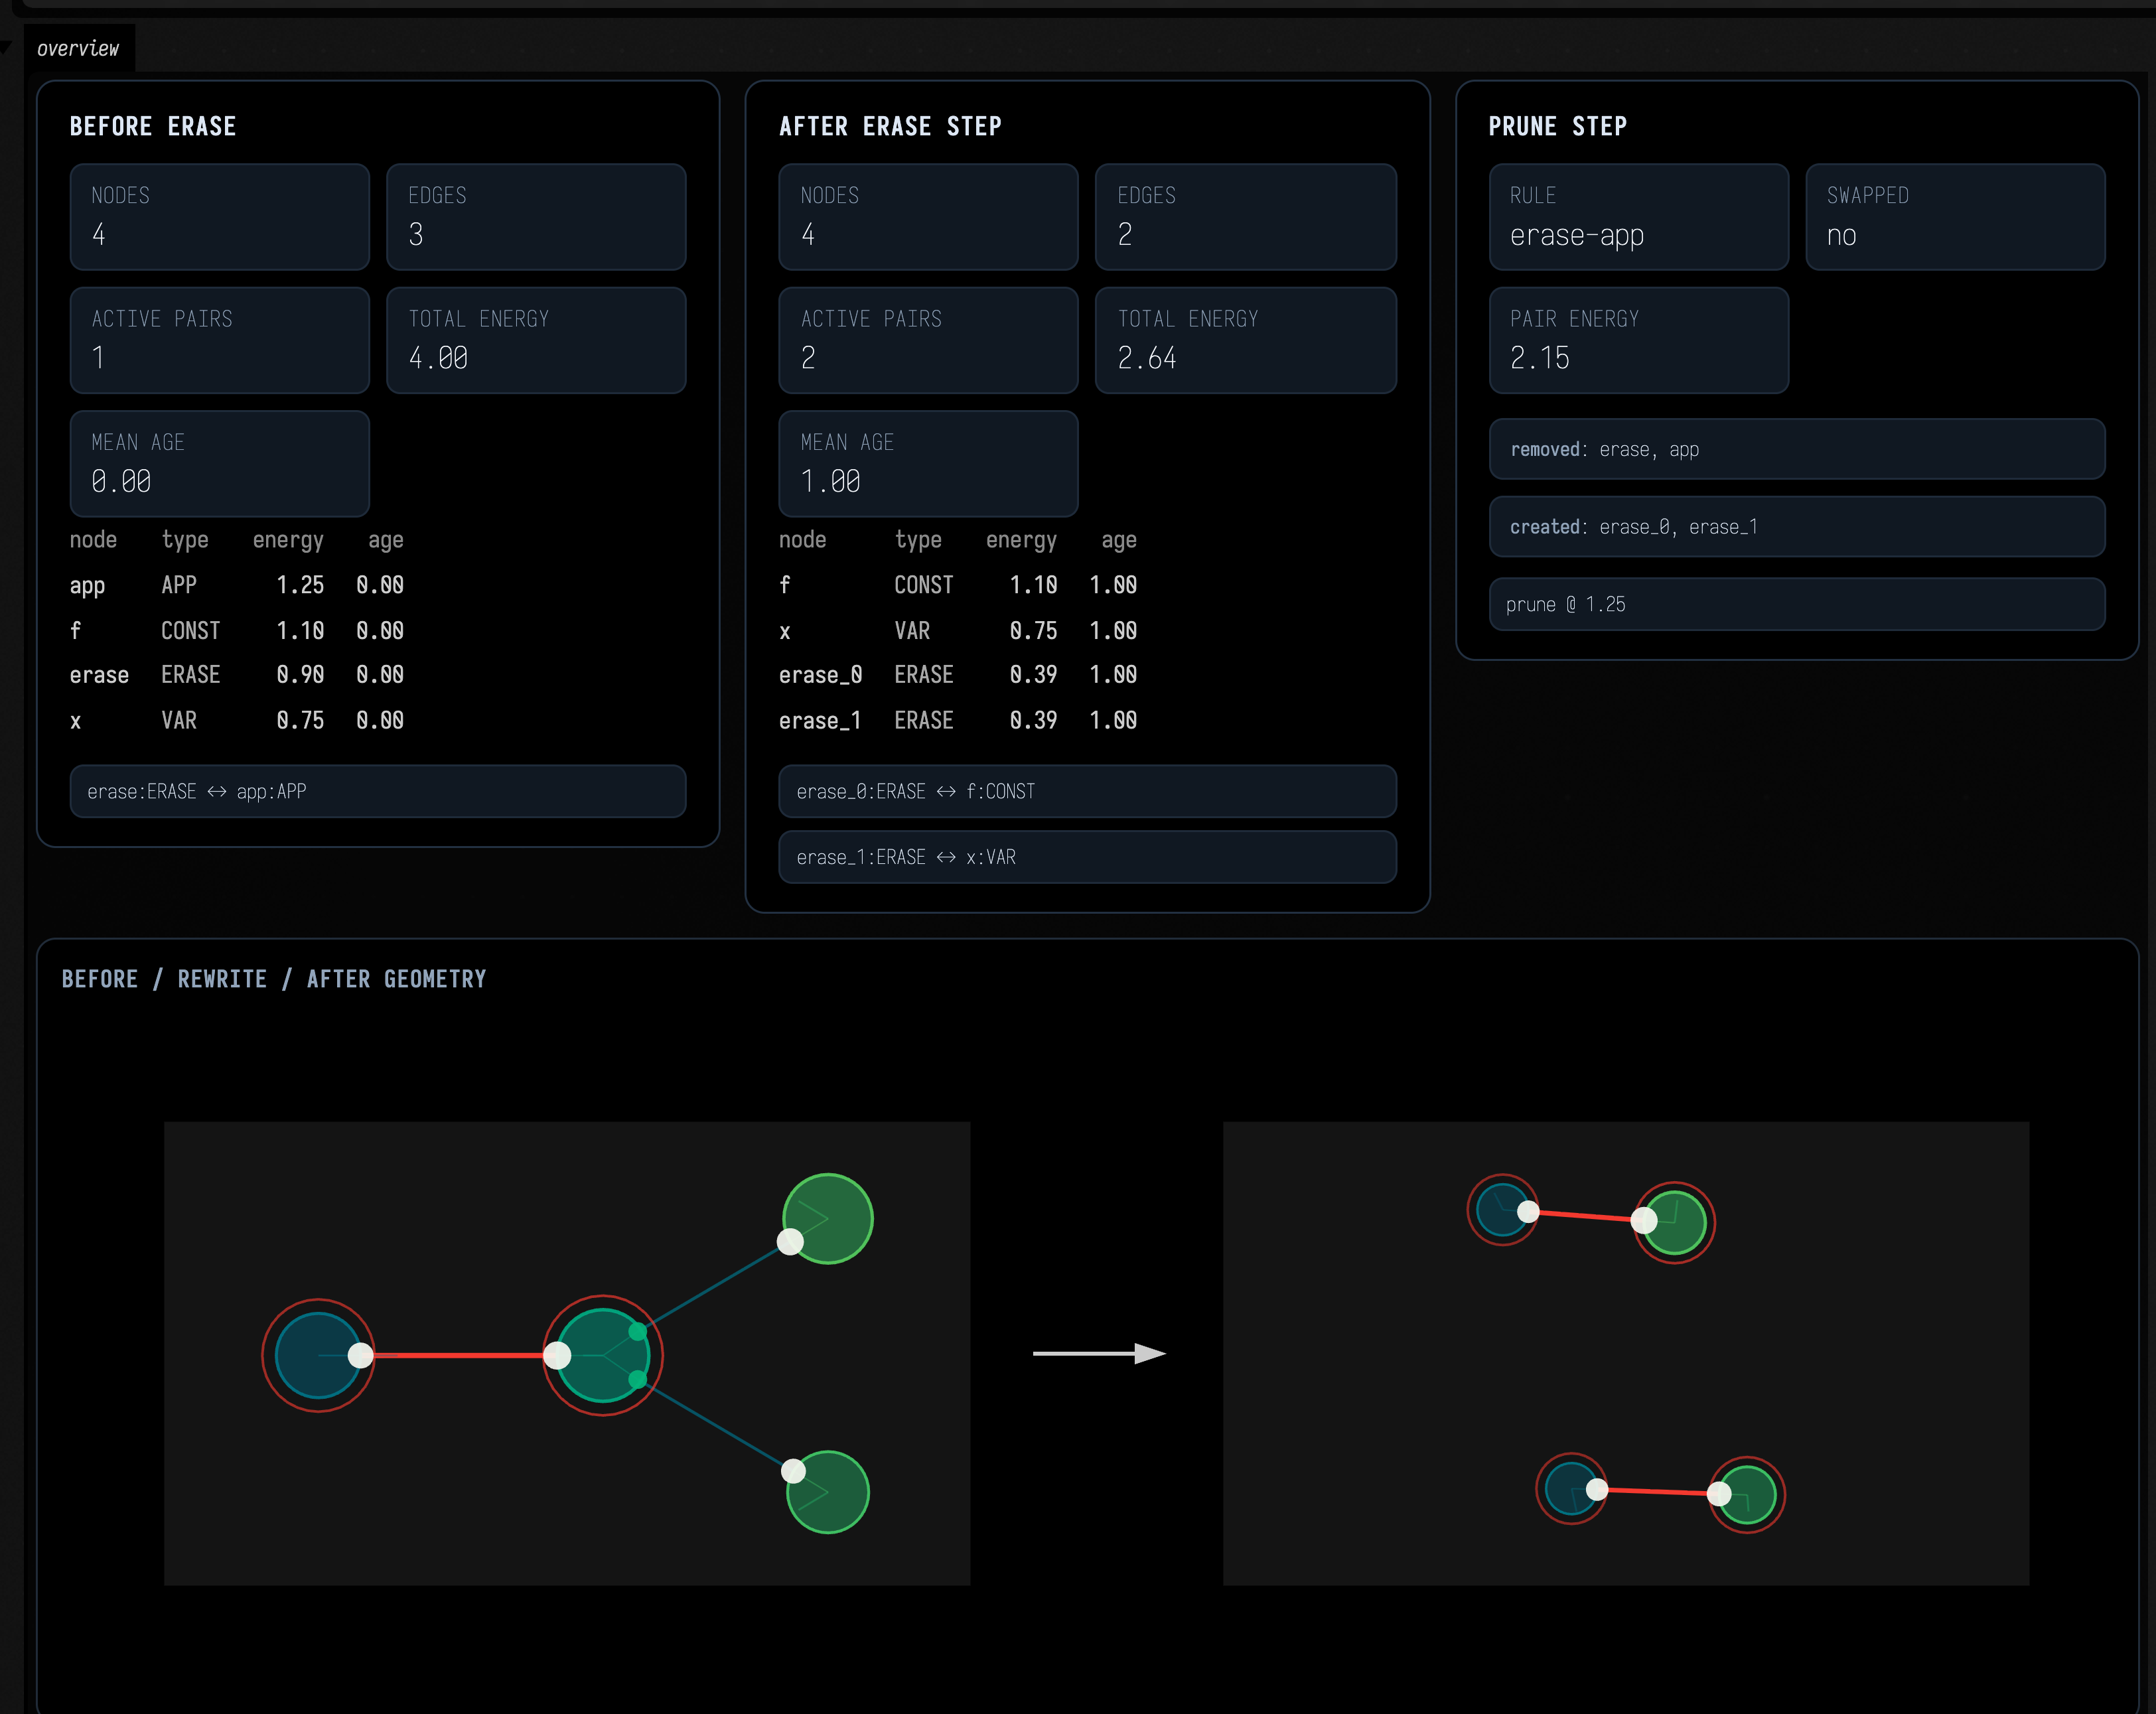 overview
BEFORE ERASE
NODES
4
EDGES
3
ACTIVE PAIRS
1
TOTAL ENERGY
4.00
MEAN AGE
0.00
node type energy age
app APP 1.25 0.00
f CONST 1.10 0.00
erase ERASE 0.90 0.00
x VAR 0.75 0.00
erase:ERASE ↔ app:APP
AFTER ERASE STEP
NODES
4
EDGES
2
ACTIVE PAIRS
2
TOTAL ENERGY
2.64
MEAN AGE
1.00
node type energy age
f CONST 1.10 1.00
x VAR 0.75 1.00
erase_0 ERASE 0.39 1.00
erase_1 ERASE 0.39 1.00
erase_0:ERASE ↔ f:CONST
erase_1:ERASE ↔ x:VAR
PRUNE STEP
RULE
erase-app
SWAPPED
no
PAIR ENERGY
2.15
removed: erase, app
created: erase_0, erase_1
prune @ 1.25
BEFORE / REWRITE / AFTER GEOMETRY